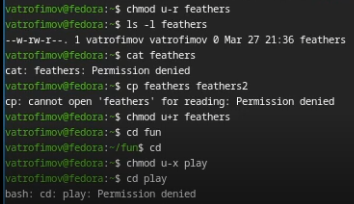 vatrofimov@fedora:~$ chmod u-r feathers
vatrofimov@fedora:~$ ls -l feathers
--w-rw-r--. 1 vatrofimov vatrofimov 0 Mar 27 21:36 feathers
vatrofimov@fedora:~$ cat feathers
cat: feathers: Permission denied
vatrofimov@fedora:~$ cp feathers feathers2
cp: cannot open 'feathers' for reading: Permission denied
vatrofimov@fedora:~$ chmod u+r feathers
vatrofimov@fedora:~$ cd fun
vatrofimov@fedora:~/fun$ cd
vatrofimov@fedora:~$ chmod u-x play
vatrofimov@fedora:~$ cd play
bash: cd: play: Permission denied